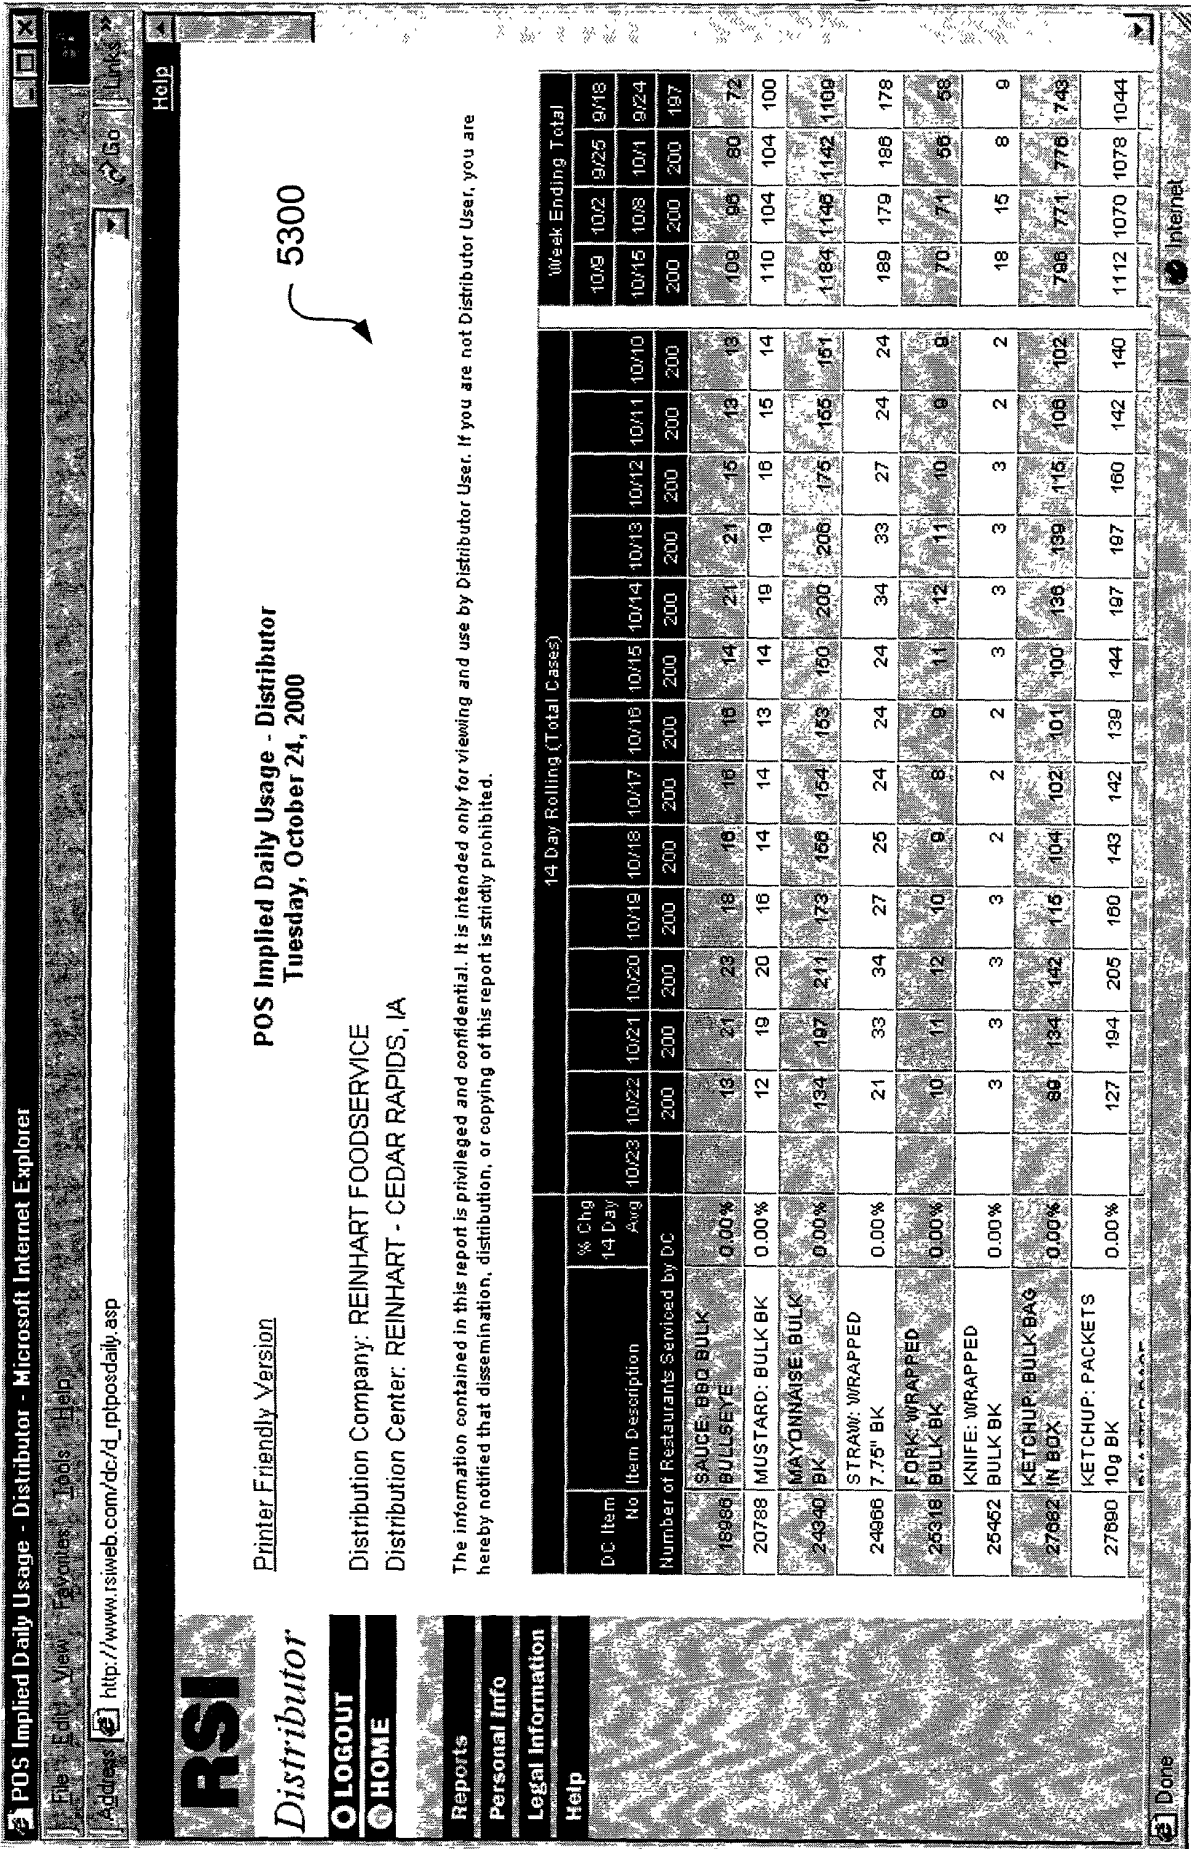 POS Implied Daily Usage - Distributor - Microsoft Internet Explorer
File Edit View Favorites Tools Help
Address http://www.rsiweb.com/dc/d_rptposdaily.asp Go Links »
Help
RSI
Distributor
LOGOUT
HOME
Reports
Personal Info
Legal Information
Help
Printer Friendly Version
POS Implied Daily Usage - Distributor
Tuesday, October 24, 2000
5300
Distribution Company: REINHART FOODSERVICE
Distribution Center: REINHART - CEDAR RAPIDS, IA
The information contained in this report is privileged and confidential. It is intended only for viewing and use by Distributor User. If you are not Distributor User, you are
hereby notified that dissemination, distribution, or copying of this report is strictly prohibited.
14 Day Rolling (Total Cases) Week Ending Total
% Chg 10/9 10/2 9/25 9/18
DC Item 14 Day
No Item Description Avg 10/23 10/22 10/21 10/20 10/19 10/18 10/17 10/16 10/15 10/14 10/13 10/12 10/11 10/10 10/15 10/8 10/1 9/24
Number of Restaurants Serviced by DC 200 200 200 200 200 200 200 200 200 200 200 200 200 200 200 200 197
SAUCE: BBQ BULK
18986 BULLSEYE 0.00% 13 21 23 18 16 16 16 14 21 21 15 13 13 109 96 80 72
20788 MUSTARD: BULK BK 0.00% 12 19 20 16 14 14 13 14 19 19 16 15 14 110 104 104 100
MAYONNAISE: BULK
24340 BK 0.00% 134 197 211 173 156 154 153 150 200 206 175 155 151 1184 1146 1142 1109
STRAW: WRAPPED
24966 7.75" BK 0.00% 21 33 34 27 25 24 24 24 34 33 27 24 24 189 179 186 178
FORK: WRAPPED
25318 BULK BK 0.00% 10 11 12 10 9 8 9 11 12 11 10 9 9 70 71 56 58
KNIFE: WRAPPED
25452 BULK BK 0.00% 3 3 3 3 2 2 2 3 3 3 3 2 2 18 15 8 9
KETCHUP: BULK BAG
27682 IN BOX 0.00% 89 134 142 115 104 102 101 100 136 139 115 106 102 796 771 776 743
KETCHUP: PACKETS
27690 10g BK 0.00% 127 194 205 160 143 142 139 144 197 197 160 142 140 1112 1070 1078 1044
Done Internet